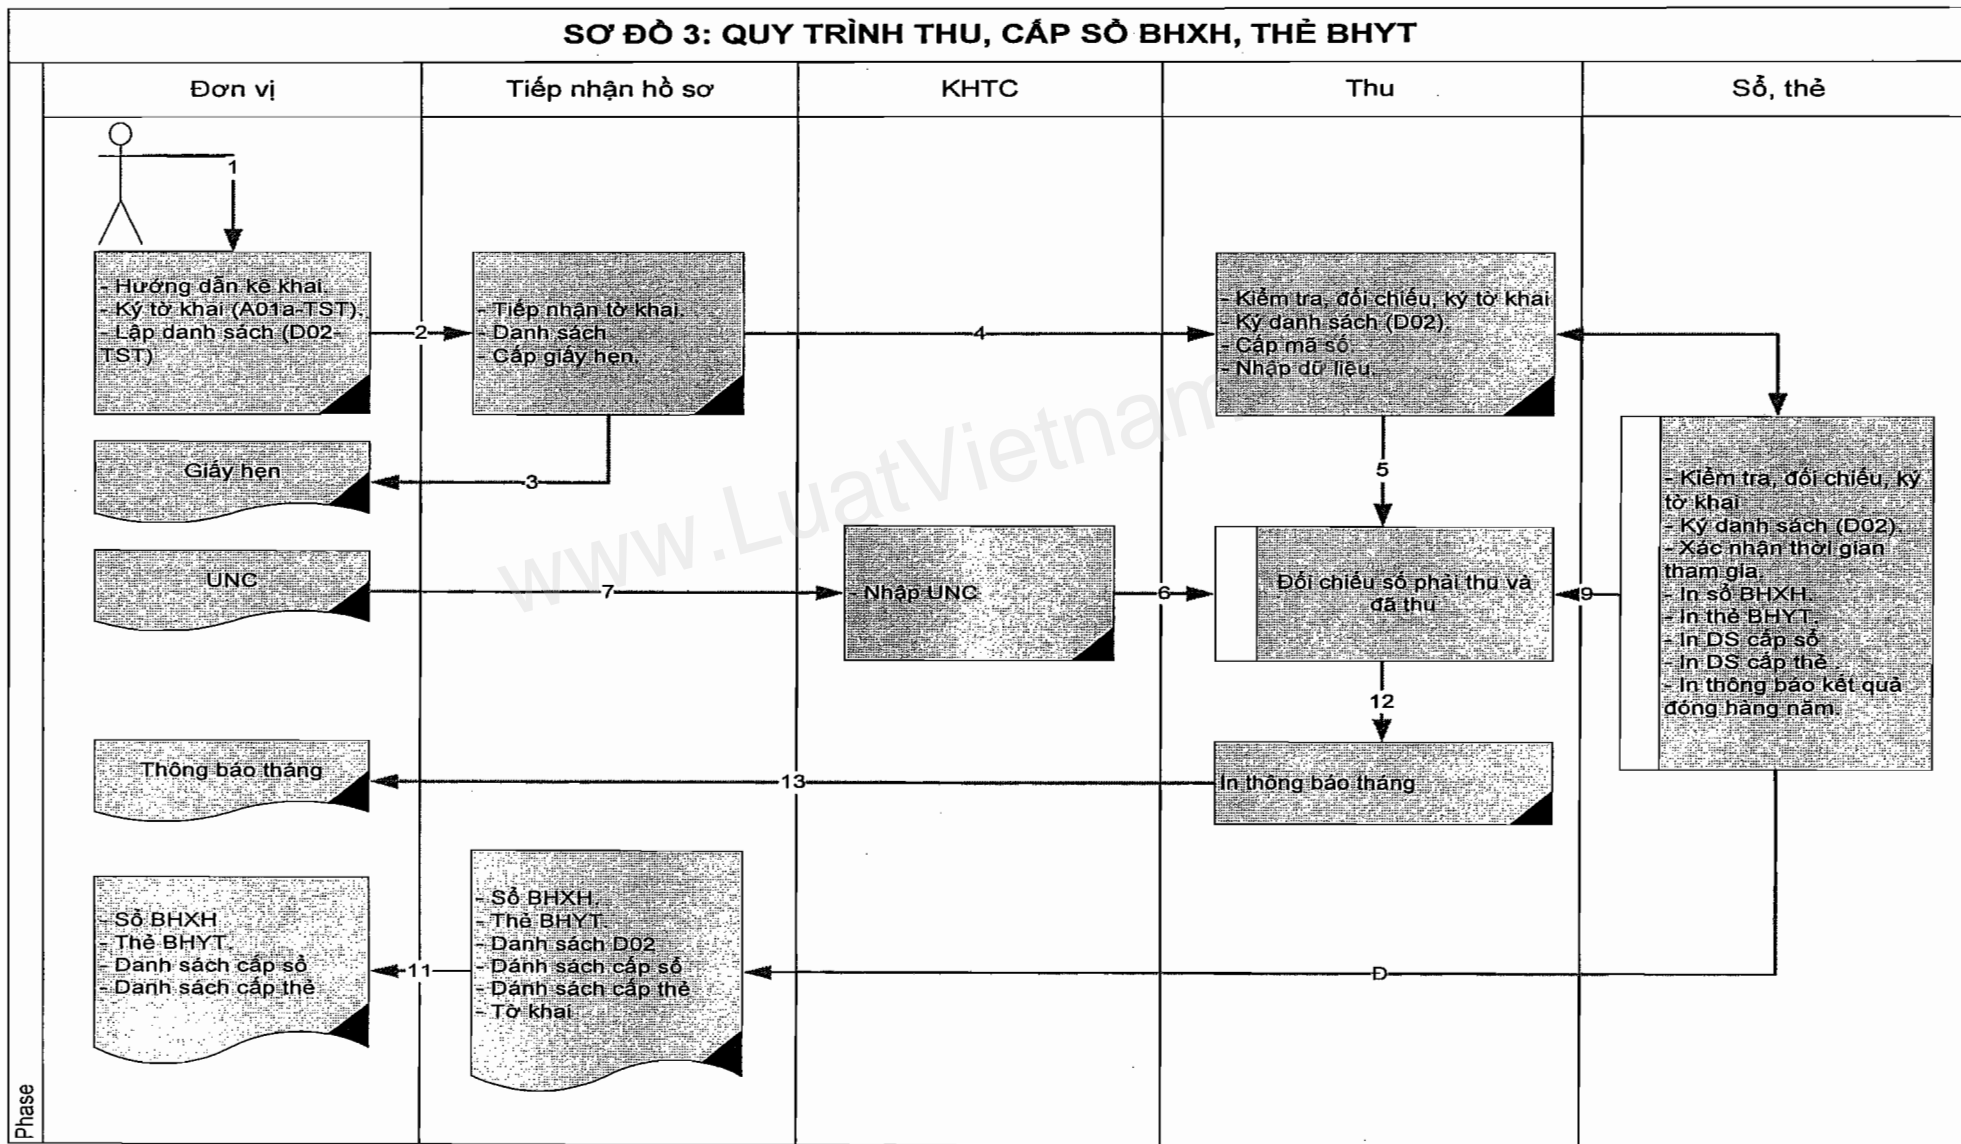 SƠ ĐỒ 3: QUY TRÌNH THU, CẤP SỔ BHXH, THẺ BHYT
Phase
Đơn vị
Tiếp nhận hồ sơ
KHTC
Thu
Sổ, thẻ
1
- Hướng dẫn kê khai.
- Ký tờ khai (A01a-TST).
- Lập danh sách (D02-
TST)
2
- Tiếp nhận tờ khai.
- Danh sách
- Cấp giấy hẹn.
4
- Kiểm tra, đối chiếu, ký tờ khai
- Ký danh sách (D02).
- Cấp mã số.
- Nhập dữ liệu.
Giấy hẹn
3
5
- Kiểm tra, đối chiếu, ký
tờ khai
- Ký danh sách (D02)
- Xác nhận thời gian
tham gia.
- In sổ BHXH.
- In thẻ BHYT.
- In DS cấp sổ
- In DS cấp thẻ
- In thông báo kết quả
đóng hàng năm.
UNC
7
- Nhập UNC
6
Đối chiếu số phải thu và
đã thu
9
12
Thông báo tháng
13
In thông báo tháng
- Sổ BHXH
- Thẻ BHYT.
- Danh sách cấp sổ
- Danh sách cấp thẻ
11
- Sổ BHXH.
- Thẻ BHYT.
- Danh sách D02
- Dánh sách cấp sổ
- Dánh sách cấp thẻ
- Tờ khai
Đ
www.LuatVietnam.